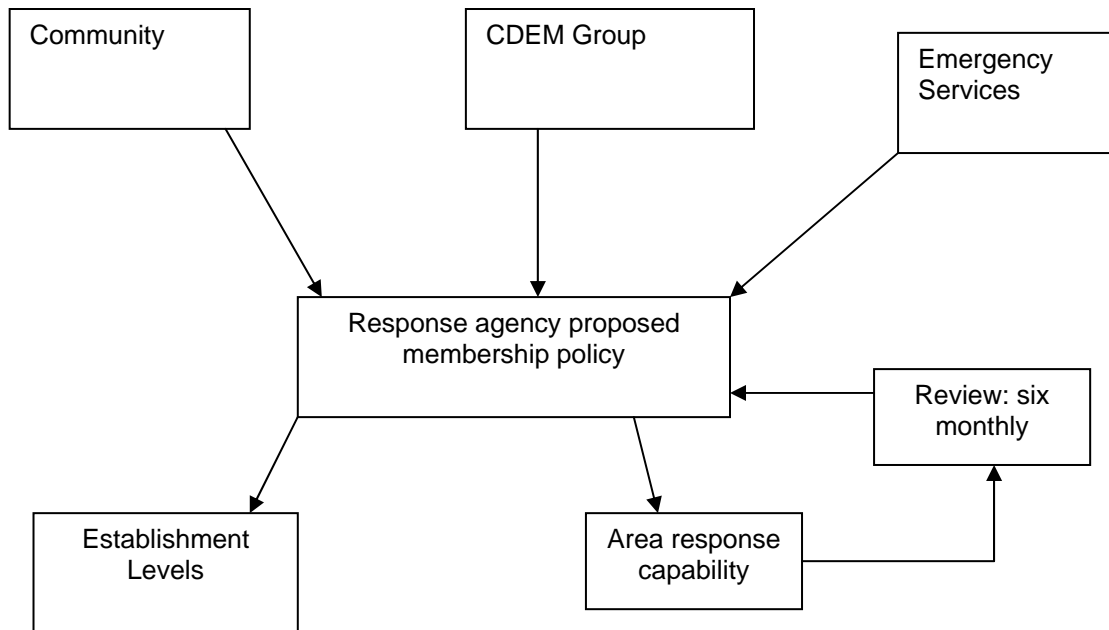 Community
CDEM Group
Emergency
Services
Response agency proposed
membership policy
Review: six
monthly
Establishment
Levels
Area response
capability